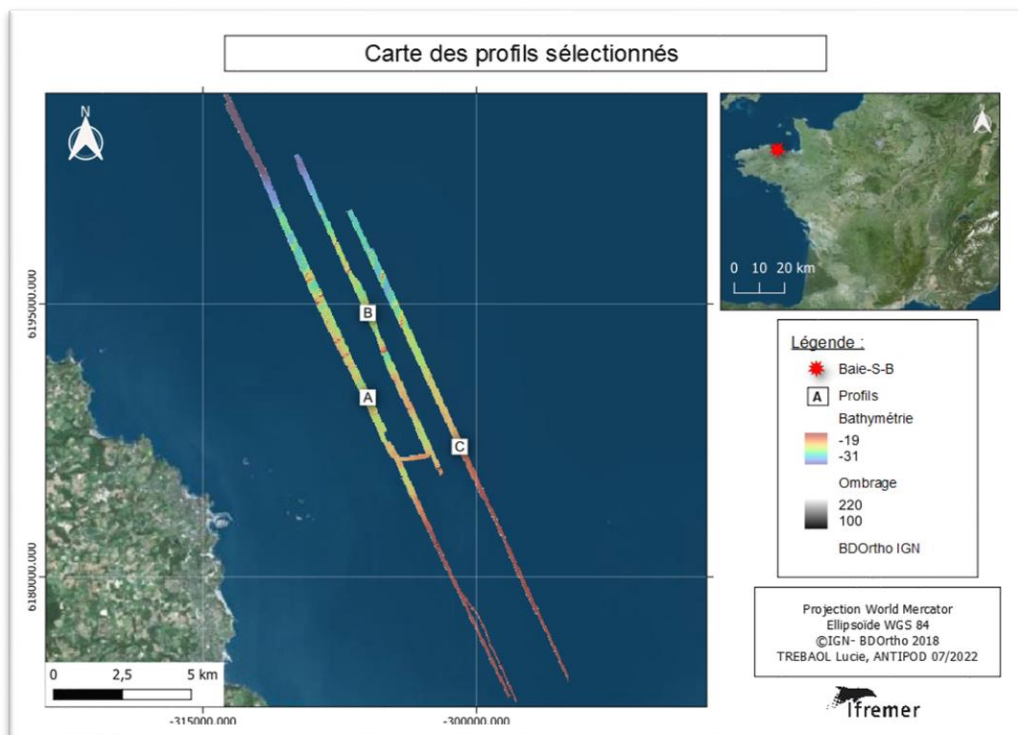 Carte des profils sélectionnés
N
6195000.000
6180000.000
-315000.000
-300000.000
B
A
C
0 2,5 5 km
0 10 20 km
Légende :
Baie-S-B
A Profils
Bathymétrie
-19
-31
Ombrage
220
100
BDOrtho IGN
Projection World Mercator
Ellipsoïde WGS 84
©IGN- BDOrtho 2018
TREBAOL Lucie, ANTIPOD 07/2022
Ifremer